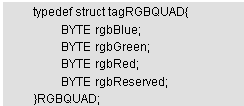 typedef struct tagRGBQUAD{
BYTE rgbBlue;
BYTE rgbGreen;
BYTE rgbRed;
BYTE rgbReserved;
}RGBQUAD;